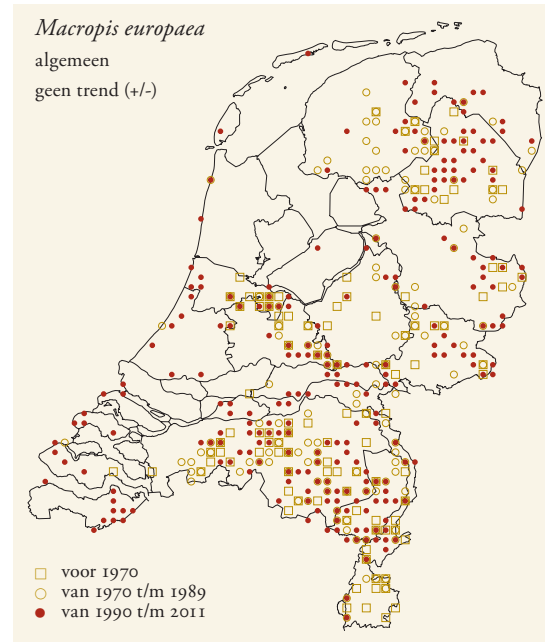 Macropis europaea
algemeen
geen trend (+/-)
voor 1970
van 1970 t/m 1989
van 1990 t/m 2011